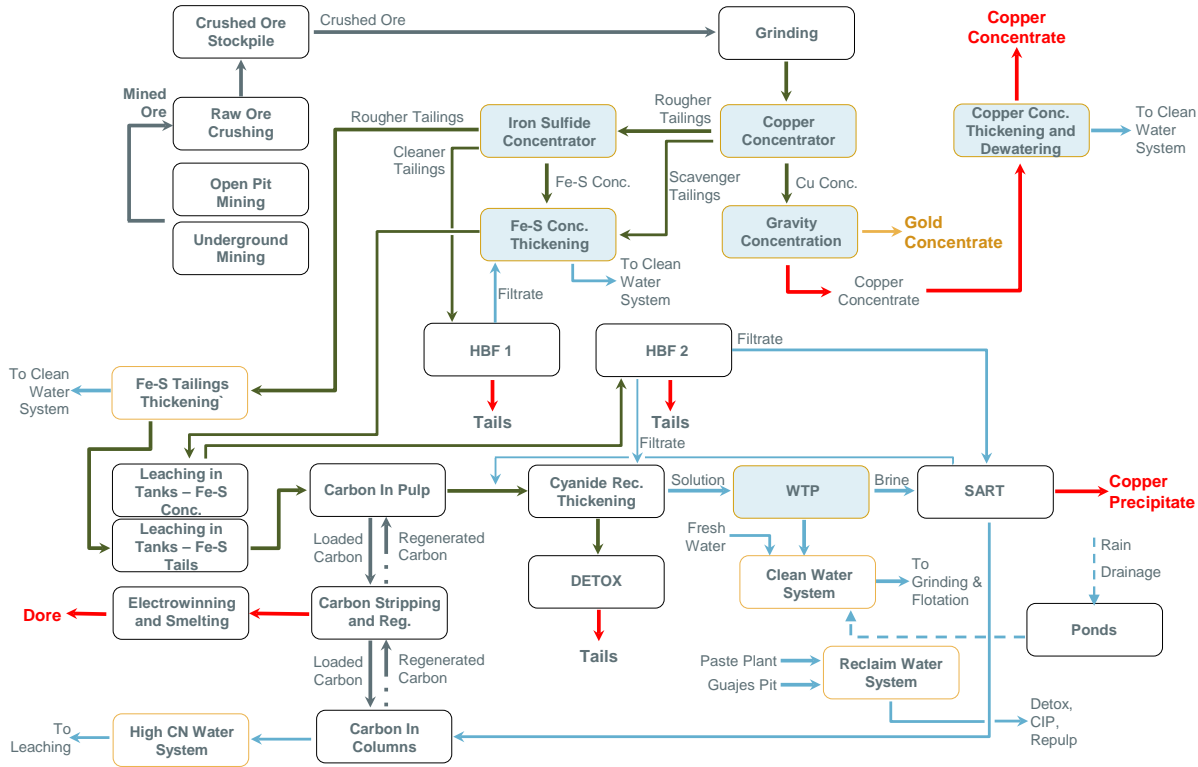 Crushed Ore
Stockpile
Crushed Ore
Grinding
Copper
Concentrate
Mined
Ore
Raw Ore
Crushing
Rougher Tailings
Iron Sulfide
Concentrator
Rougher
Tailings
Copper
Concentrator
Copper Conc.
Thickening and
Dewatering
To Clean
Water
System
Cleaner
Tailings
Open Pit
Mining
Fe-S Conc.
Scavenger
Tailings
Cu Conc.
Underground
Mining
Fe-S Conc.
Thickening
Gravity
Concentration
Gold
Concentrate
Filtrate
To Clean
Water
System
Copper
Concentrate
HBF 1
HBF 2
Filtrate
To Clean
Water
System
Fe-S Tailings
Thickening`
Tails
Tails
Filtrate
Leaching in
Tanks – Fe-S
Conc.
Carbon In Pulp
Cyanide Rec.
Thickening
Solution
WTP
Brine
SART
Copper
Precipitate
Leaching in
Tanks – Fe-S
Tails
Loaded
Carbon
Regenerated
Carbon
Fresh
Water
Rain
Drainage
DETOX
Clean Water
System
To
Grinding &
Flotation
Dore
Electrowinning
and Smelting
Carbon Stripping
and Reg.
Tails
Ponds
Loaded
Carbon
Regenerated
Carbon
Paste Plant
Guajes Pit
Reclaim Water
System
To
Leaching
High CN Water
System
Carbon In
Columns
Detox,
CIP,
Repulp